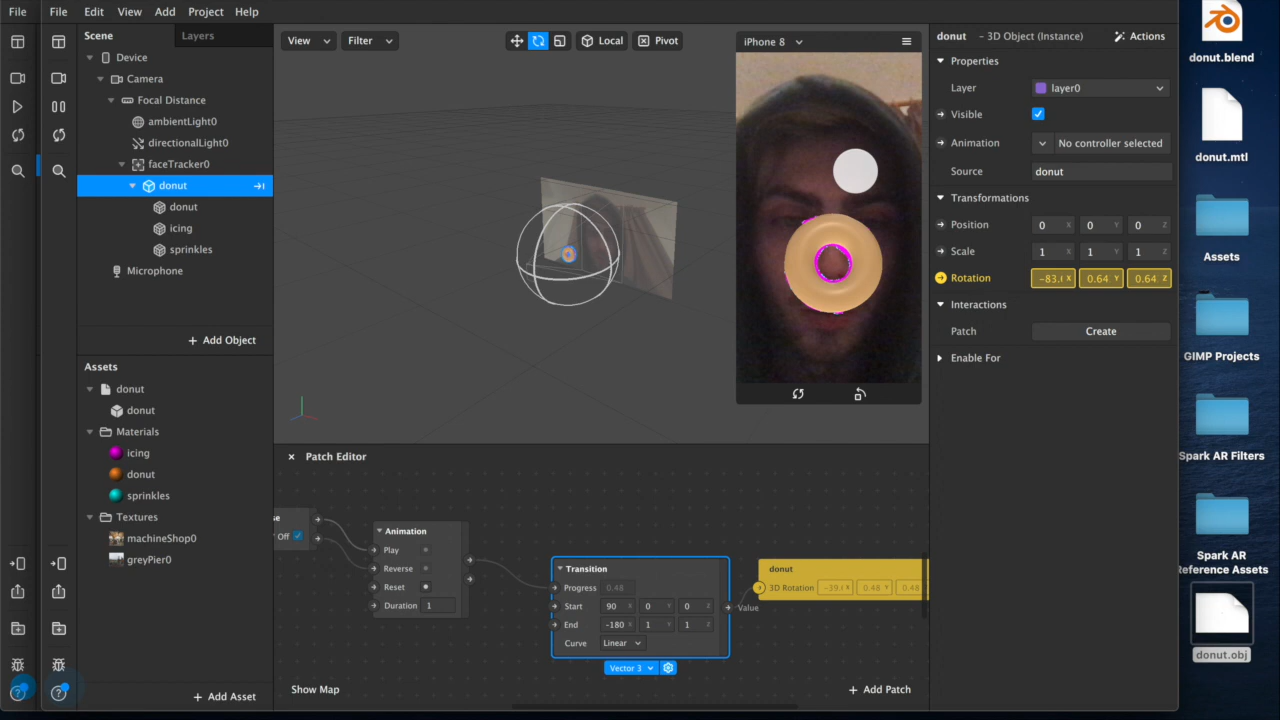 File
File Edit View Add Project Help
Scene Layers
Device
Camera
Focal Distance
ambientLight0
directionalLight0
faceTracker0
donut
donut
icing
sprinkles
Microphone
+ Add Object
Assets
donut
donut
Materials
icing
donut
sprinkles
Textures
machineShop0
greyPier0
+ Add Asset
View Filter Local Pivot
iPhone 8
Patch Editor
se
Off
Animation
Play
Reverse
Reset
Duration 1
Transition
Progress 0.48
Start 90 X 0 Y 0 Z
End -180 X 1 Y 1 Z
Curve Linear
Value
Vector 3
donut
3D Rotation 0.48 Y 0.48
Show Map
+ Add Patch
donut – 3D Object (Instance) Actions
Properties
Layer layer0
Visible
Animation No controller selected
Source donut
Transformations
Position 0 X 0 Y 0 Z
Scale 1 X 1 Y 1 Z
Rotation X 0.64 Y 0.64 Z
Interactions
Patch Create
Enable For
donut.blend
donut.mtl
Assets
GIMP Projects
Spark AR Filters
Spark AR
Reference Assets
donut.obj